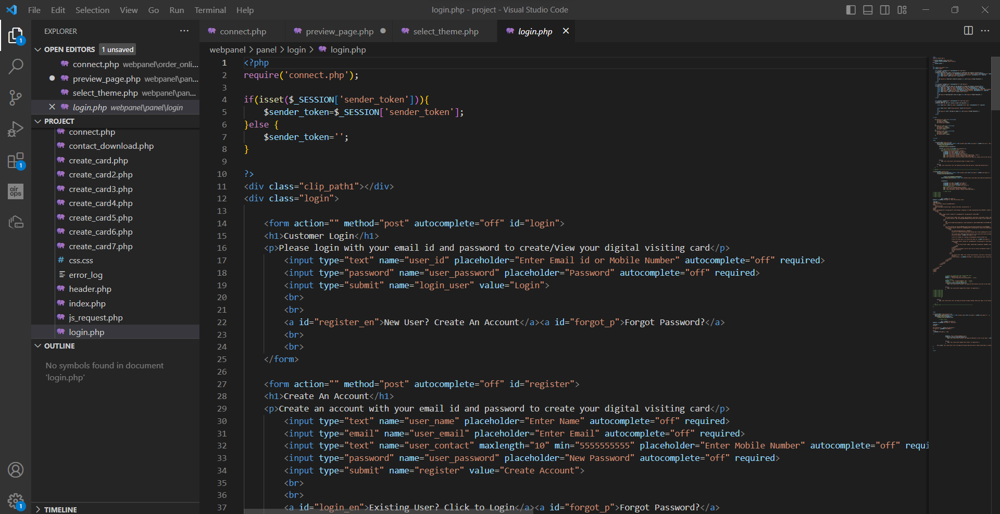 File Edit Selection View Go Run Terminal Help
login.php - project - Visual Studio Code
EXPLORER
OPEN EDITORS 1 unsaved
connect.php webpanel\order_onli...
preview_page.php webpanel\pan...
select_theme.php webpanel\pan...
login.php webpanel\panel\login
PROJECT
connect.php
contact_download.php
create_card.php
create_card2.php
create_card3.php
create_card4.php
create_card5.php
create_card6.php
create_card7.php
# css.css
error_log
header.php
index.php
js_request.php
login.php
OUTLINE
No symbols found in document
'login.php'
TIMELINE
1
1
air
ops
1
connect.php
preview_page.php
select_theme.php
login.php
webpanel > panel > login > login.php
1 <?php
2 require('connect.php');
3
4 if(isset($_SESSION['sender_token'])){
5 $sender_token=$_SESSION['sender_token'];
6 }else {
7 $sender_token='';
8 }
9
10 ?>
11 <div class="clip_path1"></div>
12 <div class="login">
13
14 <form action="" method="post" autocomplete="off" id="login">
15 <h1>Customer Login</h1>
16 <p>Please login with your email id and password to create/View your digital visiting card</p>
17 <input type="text" name="user_id" placeholder="Enter Email id or Mobile Number" autocomplete="off" required>
18 <input type="password" name="user_password" placeholder="Password" autocomplete="off" required>
19 <input type="submit" name="login_user" value="Login">
20 <br>
21 <br>
22 <a id="register_en">New User? Create An Account</a><a id="forgot_p">Forgot Password?</a>
23 <br>
24 <br>
25 </form>
26
27 <form action="" method="post" autocomplete="off" id="register">
28 <h1>Create An Account</h1>
29 <p>Create an account with your email id and password to create your digital visiting card</p>
30 <input type="text" name="user_name" placeholder="Enter Name" autocomplete="off" required>
31 <input type="email" name="user_email" placeholder="Enter Email" autocomplete="off" required>
32 <input type="text" name="user_contact" maxlength="10" min="5555555555" placeholder="Enter Mobile Number" autocomplete="off" requi
33 <input type="password" name="user_password" placeholder="New Password" autocomplete="off" required>
34 <input type="submit" name="register" value="Create Account">
35 <br>
36 <br>
37 <a id="login_en">Existing User? Click to Login</a><a id="forgot_p">Forgot Password?</a>